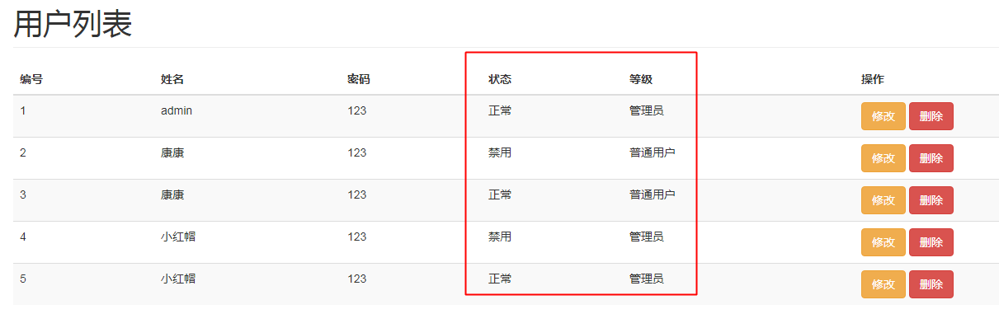 用户列表
编号 姓名 密码 状态 等级 操作
1 admin 123 正常 管理员 修改 删除
2 康康 123 禁用 普通用户 修改 删除
3 康康 123 正常 普通用户 修改 删除
4 小红帽 123 禁用 管理员 修改 删除
5 小红帽 123 正常 管理员 修改 删除